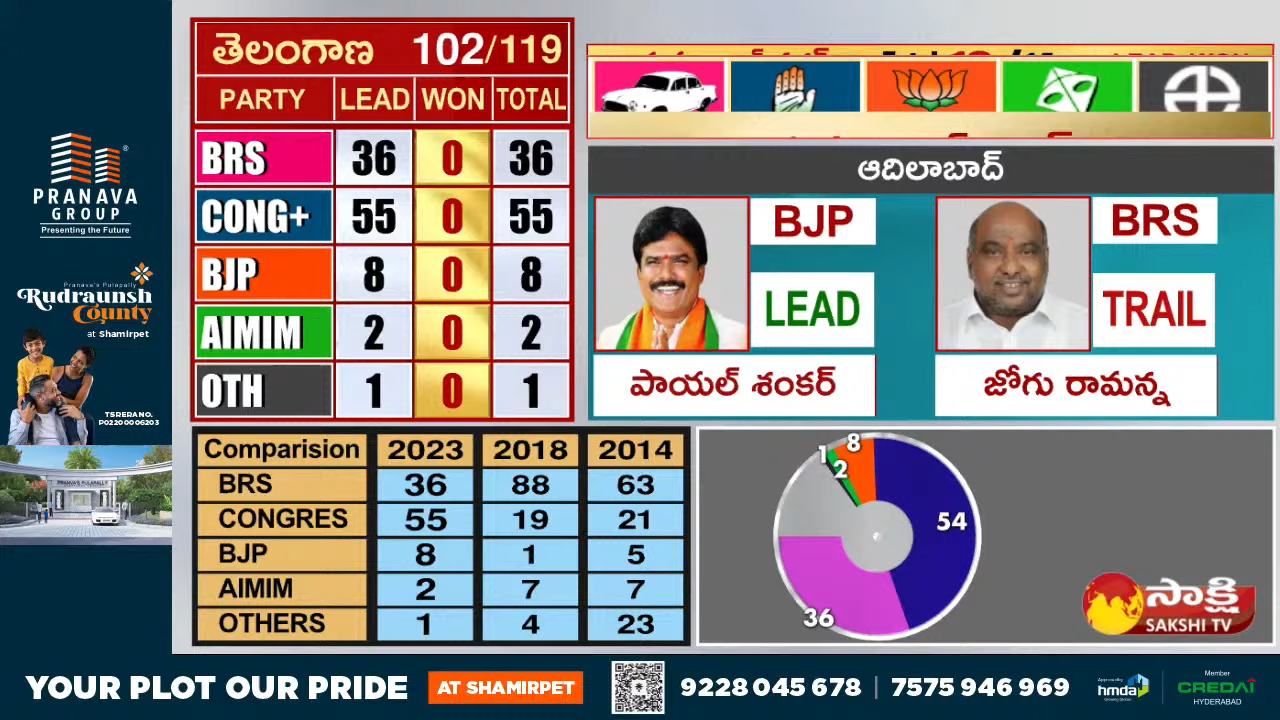 తెలంగాణ 102/119
PARTY LEAD WON TOTAL
BRS 36 0 36
CONG+ 55 0 55
BJP 8 0 8
AIMIM 2 0 2
OTH 1 0 1
ఆదిలాబాద్
BJP
LEAD
పాయల్ శంకర్
BRS
TRAIL
జోగు రామన్న
Comparision 2023 2018 2014
BRS 36 88 63
CONGRES 55 19 21
BJP 8 1 5
AIMIM 2 7 7
OTHERS 1 4 23
1
2
8
54
36
సాక్షి
SAKSHI TV
PRANAVA
GROUP
Presenting the Future
Pranava's Pulapally
Rudraunsh
County
at Shamirpet
TSRERA NO.
P02200006203
YOUR PLOT OUR PRIDE AT SHAMIRPET 9228 045 678 | 7575 946 969
Approved by
hmda
Member
CREDAI
HYDERABAD